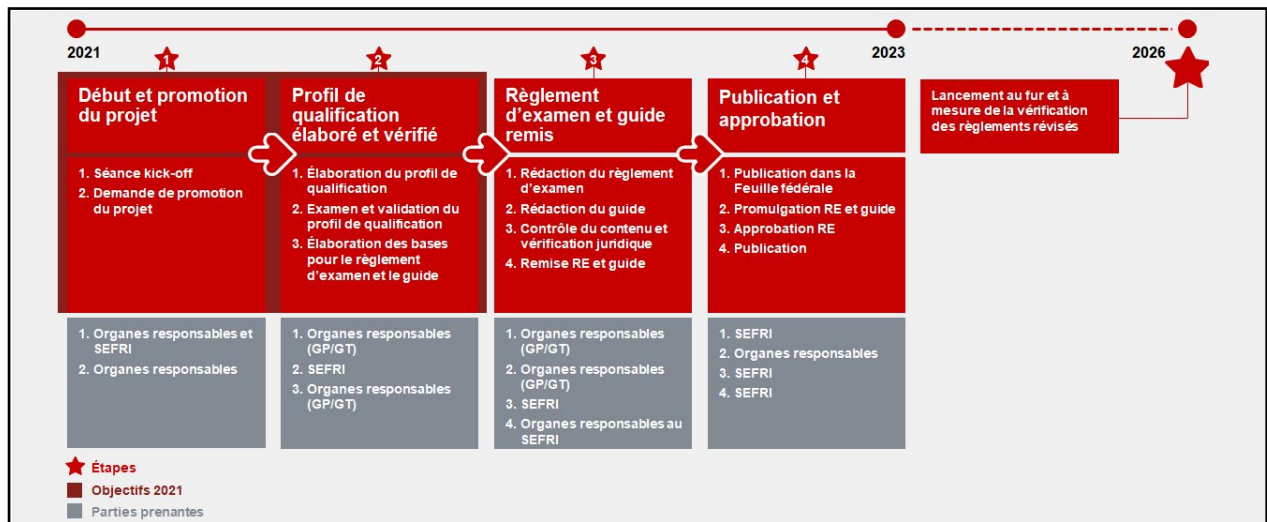 2021
2023
2026
1
2
3
4
Début et promotion
du projet
Profil de
qualification
élaboré et vérifié
Règlement
d'examen et guide
remis
Publication et
approbation
Lancement au fur et à
mesure de la vérification
des règlements révisés
1. Séance kick-off
2. Demande de promotion
du projet
1. Élaboration du profil de
qualification
2. Examen et validation du
profil de qualification
3. Élaboration des bases
pour le règlement
d'examen et le guide
1. Rédaction du règlement
d'examen
2. Rédaction du guide
3. Contrôle du contenu et
vérification juridique
4. Remise RE et guide
1. Publication dans la
Feuille fédérale
2. Promulgation RE et guide
3. Approbation RE
4. Publication
1. Organes responsables et
SEFRI
2. Organes responsables
1. Organes responsables
(GP/GT)
2. SEFRI
3. Organes responsables
(GP/GT)
1. Organes responsables
(GP/GT)
2. Organes responsables
(GP/GT)
3. SEFRI
4. Organes responsables au
SEFRI
1. SEFRI
2. Organes responsables
3. SEFRI
4. SEFRI
Étapes
Objectifs 2021
Parties prenantes